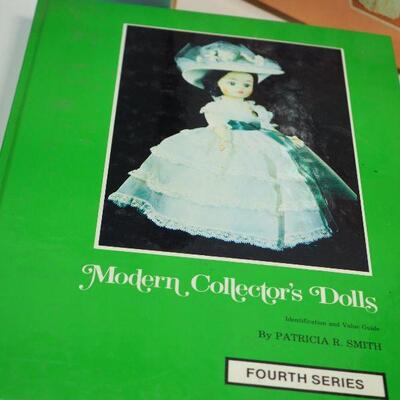 Modern Collector's Dolls
Identification and Value Guide
By PATRICIA R. SMITH
FOURTH SERIES